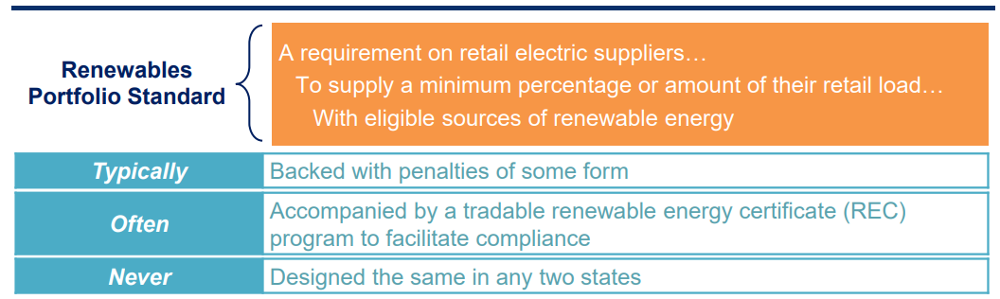 Renewables
Portfolio Standard
A requirement on retail electric suppliers…
To supply a minimum percentage or amount of their retail load…
With eligible sources of renewable energy
Typically
Backed with penalties of some form
Often
Accompanied by a tradable renewable energy certificate (REC)
program to facilitate compliance
Never
Designed the same in any two states